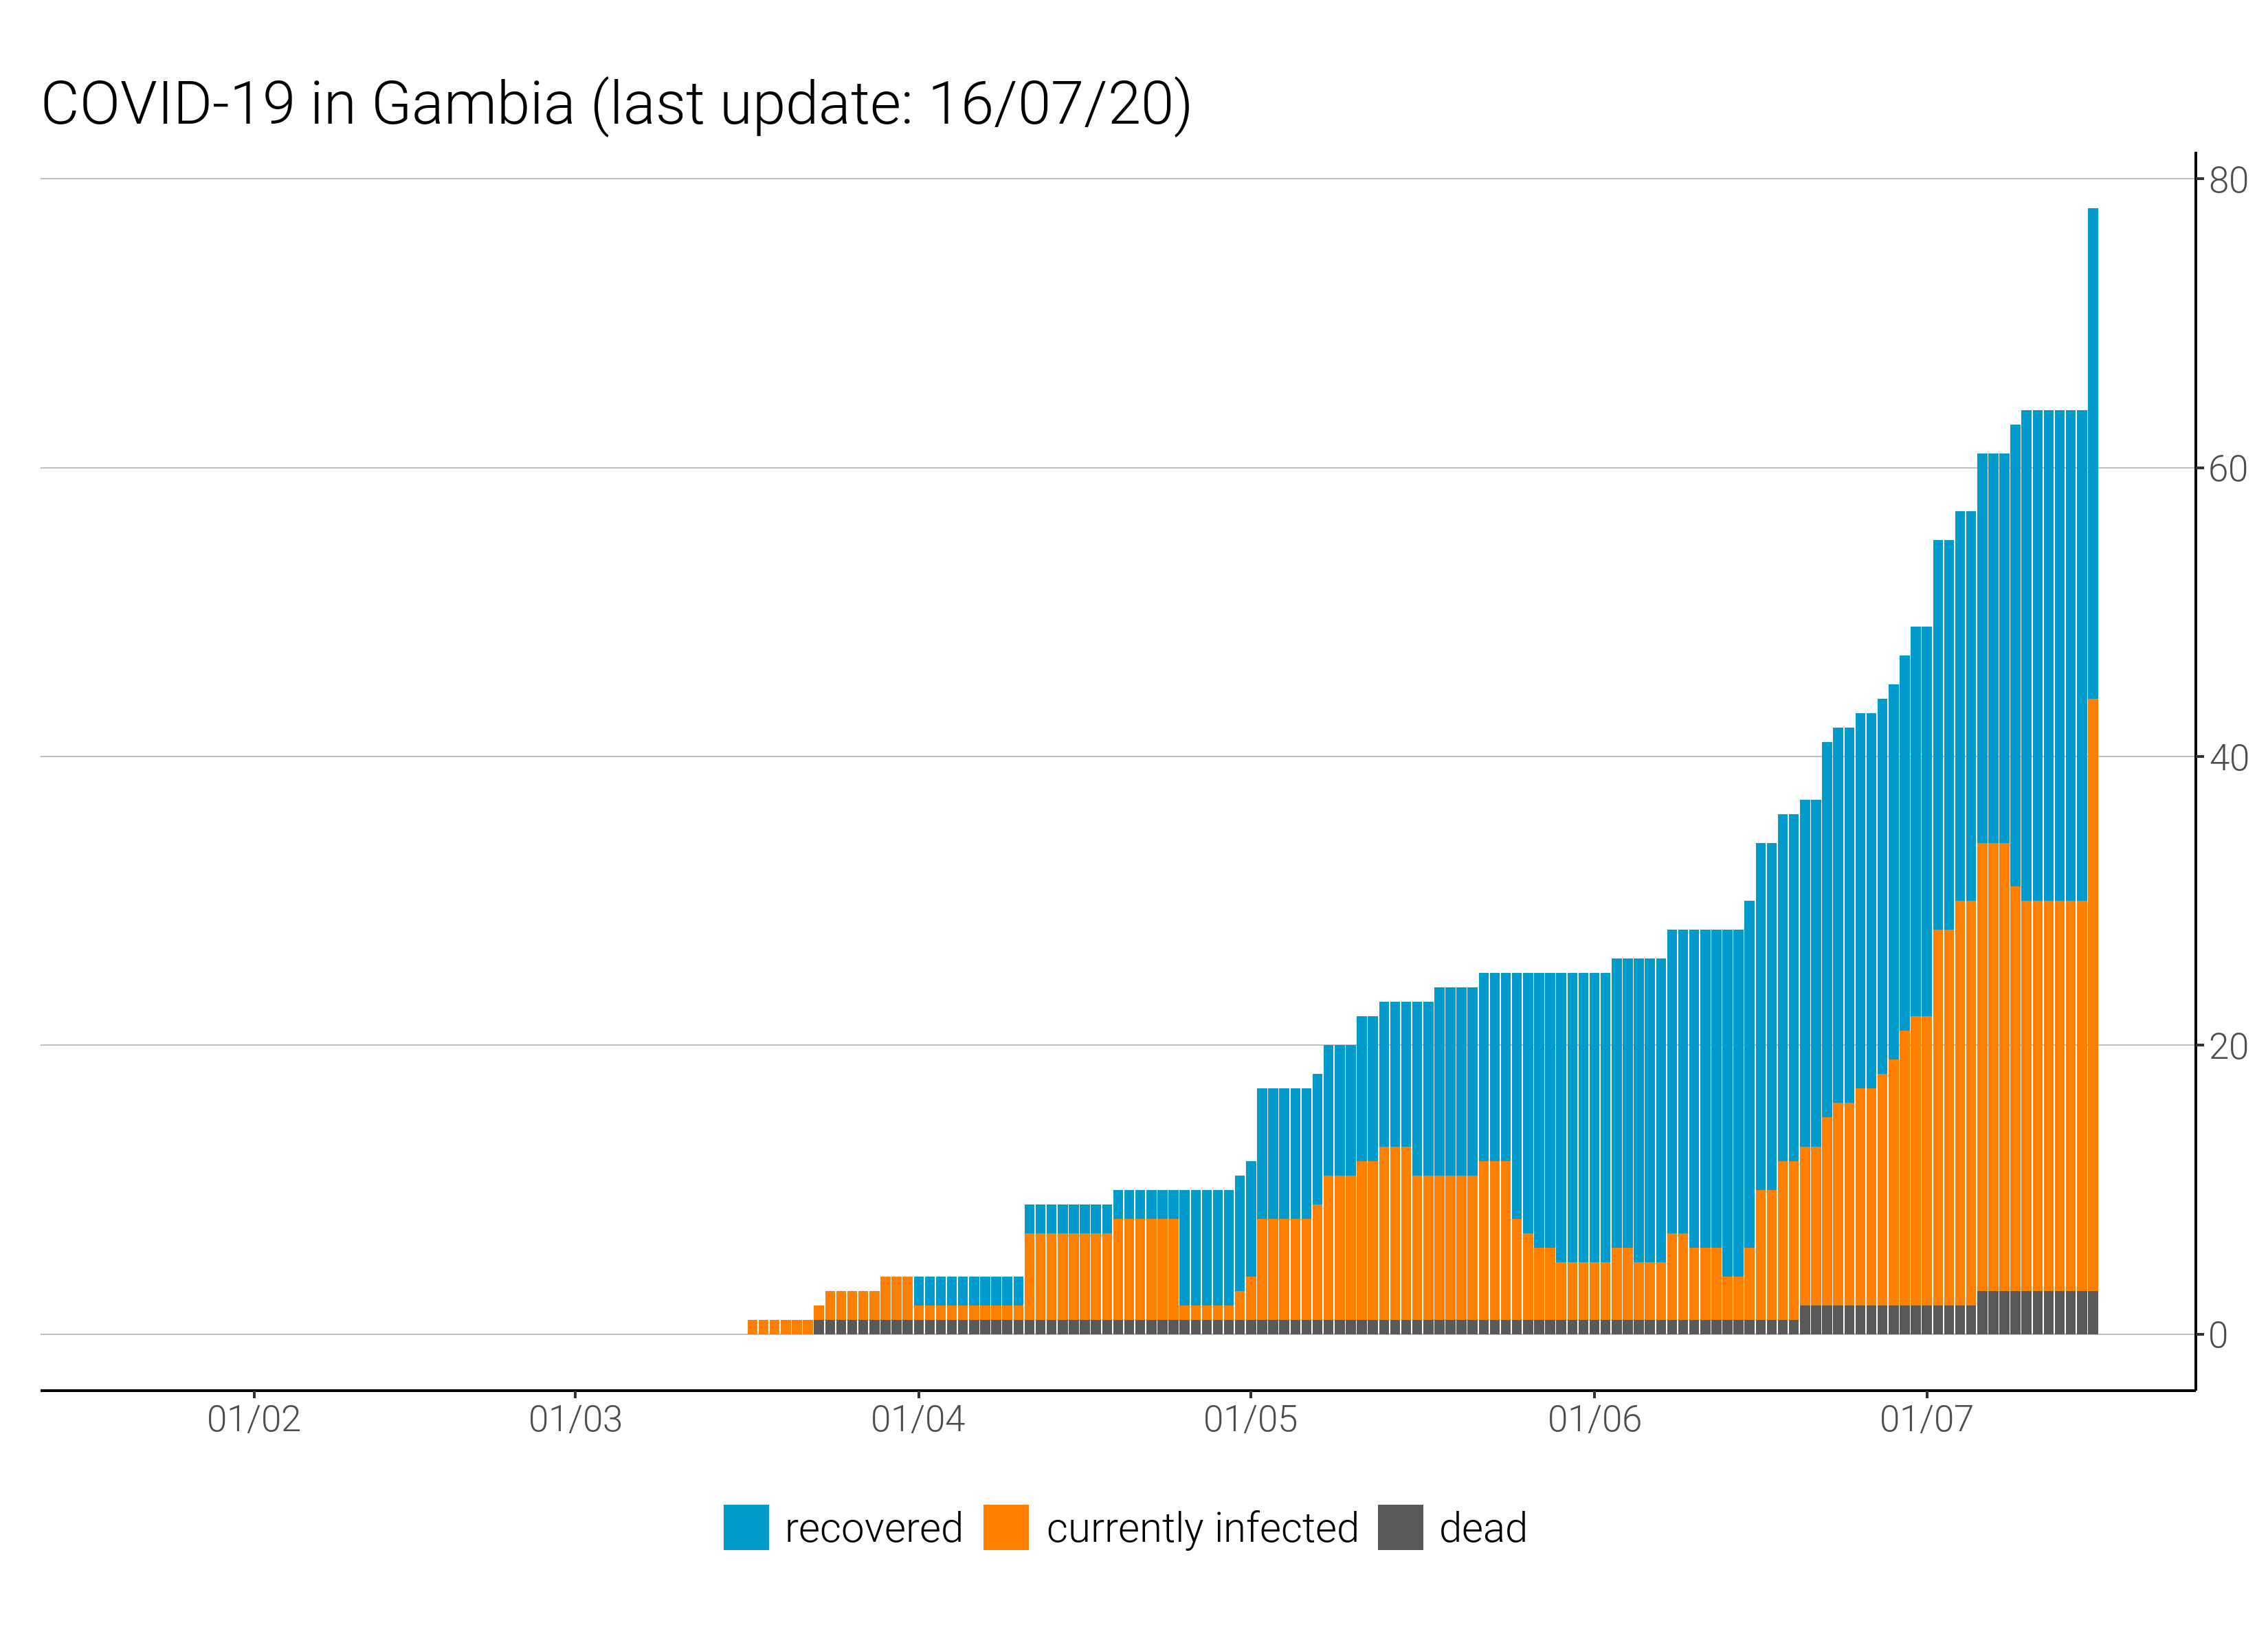 COVID-19 in Gambia (last update: 16/07/20)
80
60
40
20
0
01/02 01/03 01/04 01/05 01/06 01/07
recovered currently infected dead